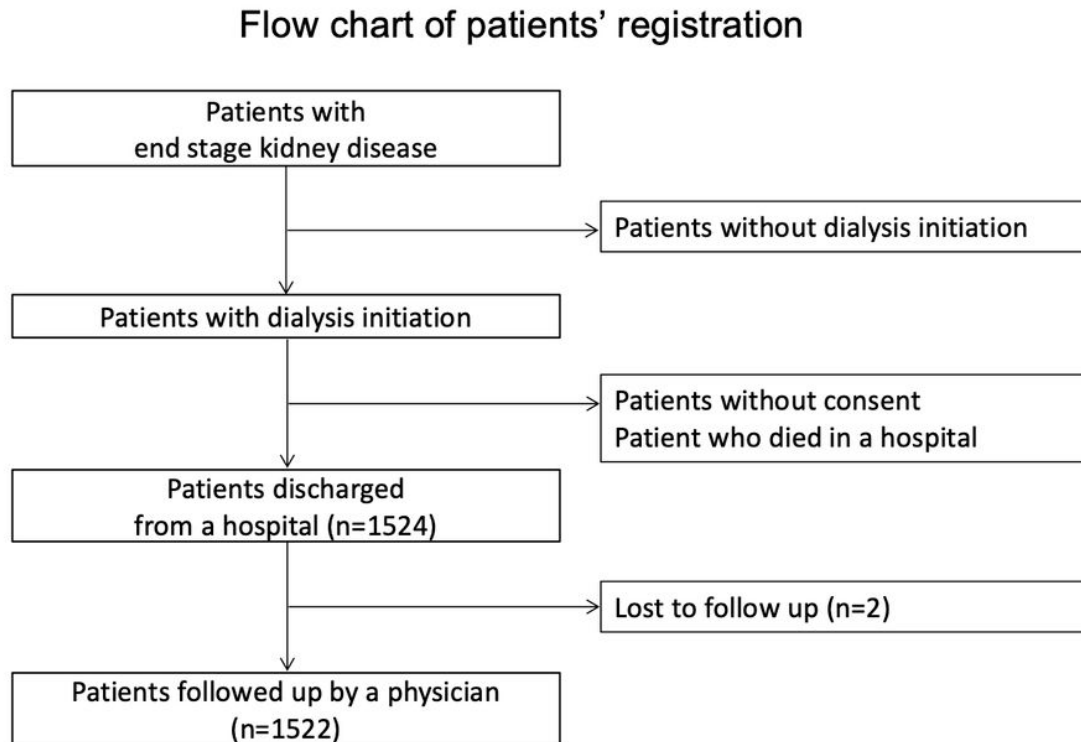 Flow chart of patients’ registration
Patients with
end stage kidney disease
Patients without dialysis initiation
Patients with dialysis initiation
Patients without consent
Patient who died in a hospital
Patients discharged
from a hospital (n=1524)
Lost to follow up (n=2)
Patients followed up by a physician
(n=1522)